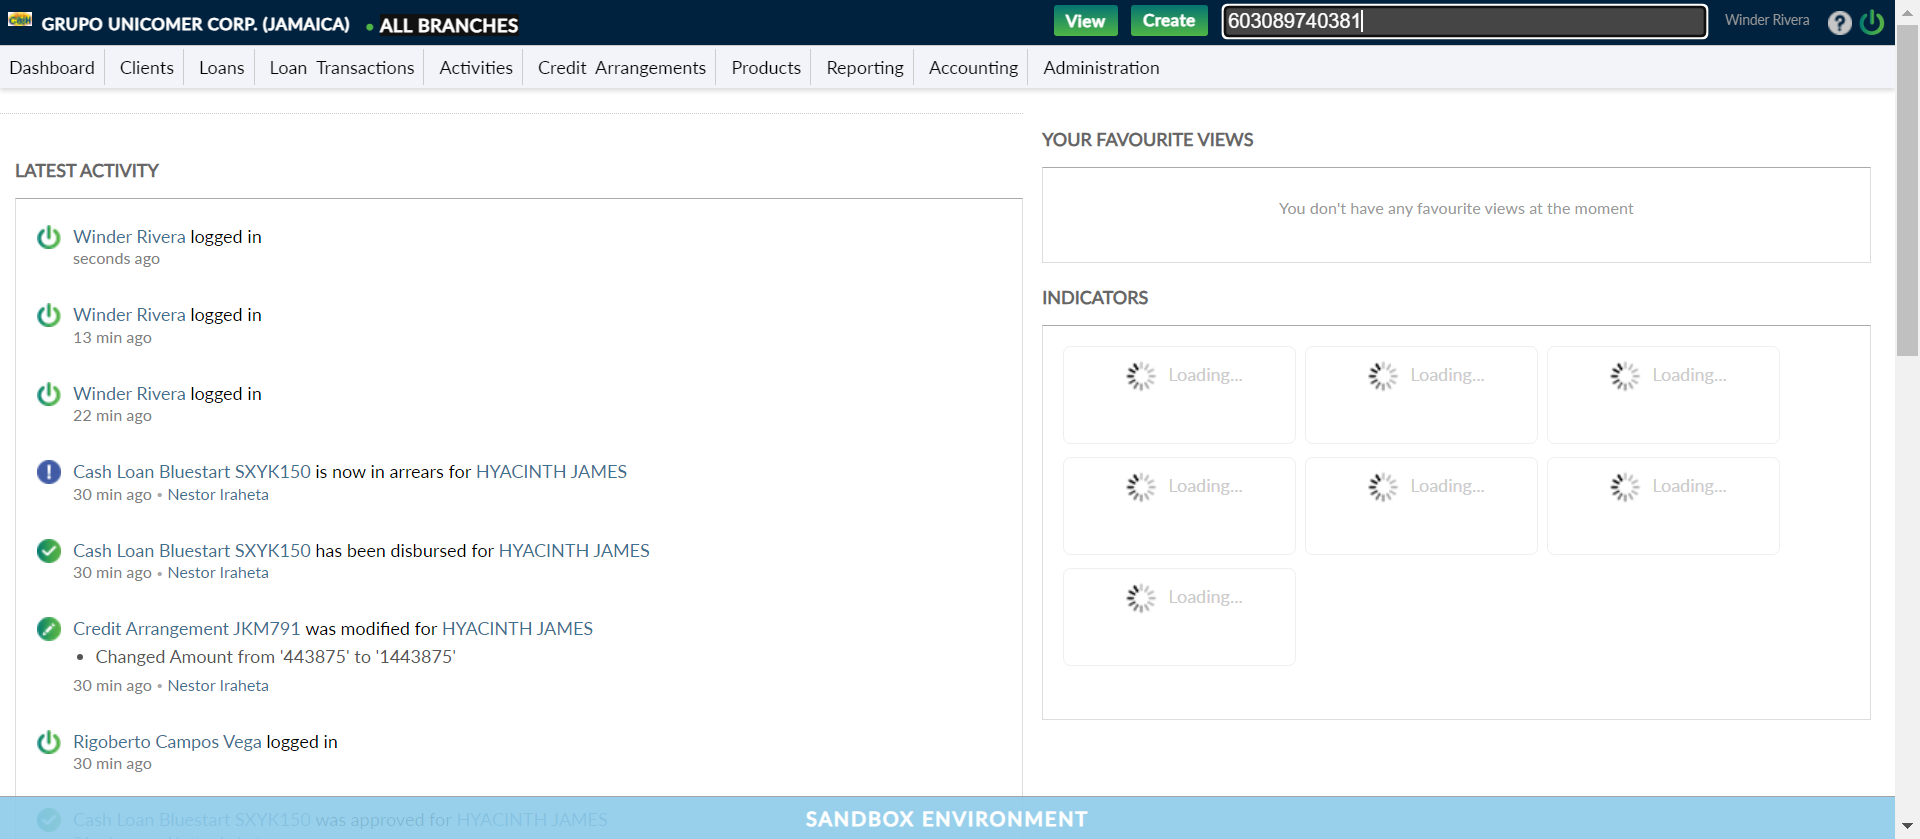 GRUPO UNICOMER CORP. (JAMAICA) • ALL BRANCHES View Create 603089740381 Winder Rivera ?
Dashboard Clients Loans Loan Transactions Activities Credit Arrangements Products Reporting Accounting Administration
LATEST ACTIVITY
Winder Rivera logged in
seconds ago
Winder Rivera logged in
13 min ago
Winder Rivera logged in
22 min ago
Cash Loan Bluestart SXYK150 is now in arrears for HYACINTH JAMES
30 min ago • Nestor Iraheta
Cash Loan Bluestart SXYK150 has been disbursed for HYACINTH JAMES
30 min ago • Nestor Iraheta
Credit Arrangement JKM791 was modified for HYACINTH JAMES
• Changed Amount from '443875' to '1443875'
30 min ago • Nestor Iraheta
Rigoberto Campos Vega logged in
30 min ago
Cash Loan Bluestart SXYK150 was approved for HYACINTH JAMES
YOUR FAVOURITE VIEWS
You don't have any favourite views at the moment
INDICATORS
Loading... Loading... Loading...
Loading... Loading... Loading...
Loading...
SANDBOX ENVIRONMENT